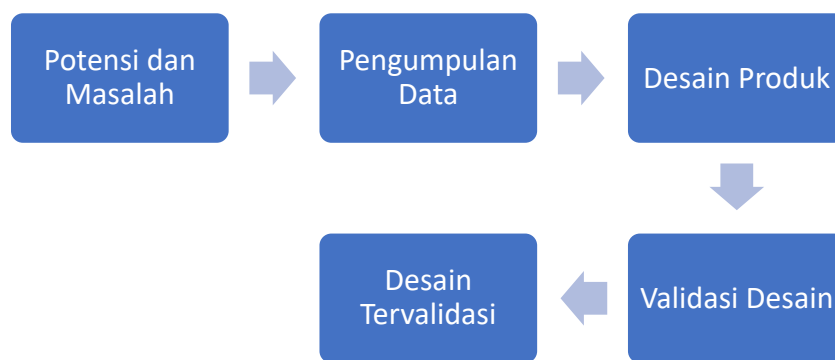 Potensi dan
Masalah
Pengumpulan
Data
Desain Produk
Validasi Desain
Desain
Tervalidasi